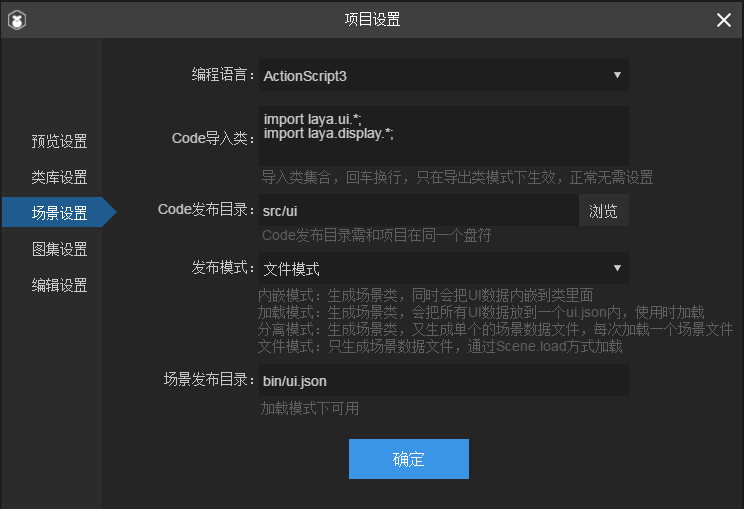 项目设置
预览设置
类库设置
场景设置
图集设置
编辑设置
编程语言： ActionScript3
Code导入类： import laya.ui.*;
import laya.display.*;
导入类集合，回车换行，只在导出类模式下生效，正常无需设置
Code发布目录： src/ui 浏览
Code发布目录需和项目在同一个盘符
发布模式： 文件模式
内嵌模式：生成场景类，同时会把UI数据内嵌到类里面
加载模式：生成场景类，会把所有UI数据放到一个ui.json内，使用时加载
分离模式：生成场景类，又生成单个的场景数据文件，每次加载一个场景文件
文件模式：只生成场景数据文件，通过Scene.load方式加载
场景发布目录： bin/ui.json
加载模式下可用
确定